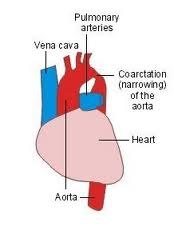 Pulmonary
arteries
Vena cava
Coarctation
(narrowing)
of the
aorta
Heart
Aorta